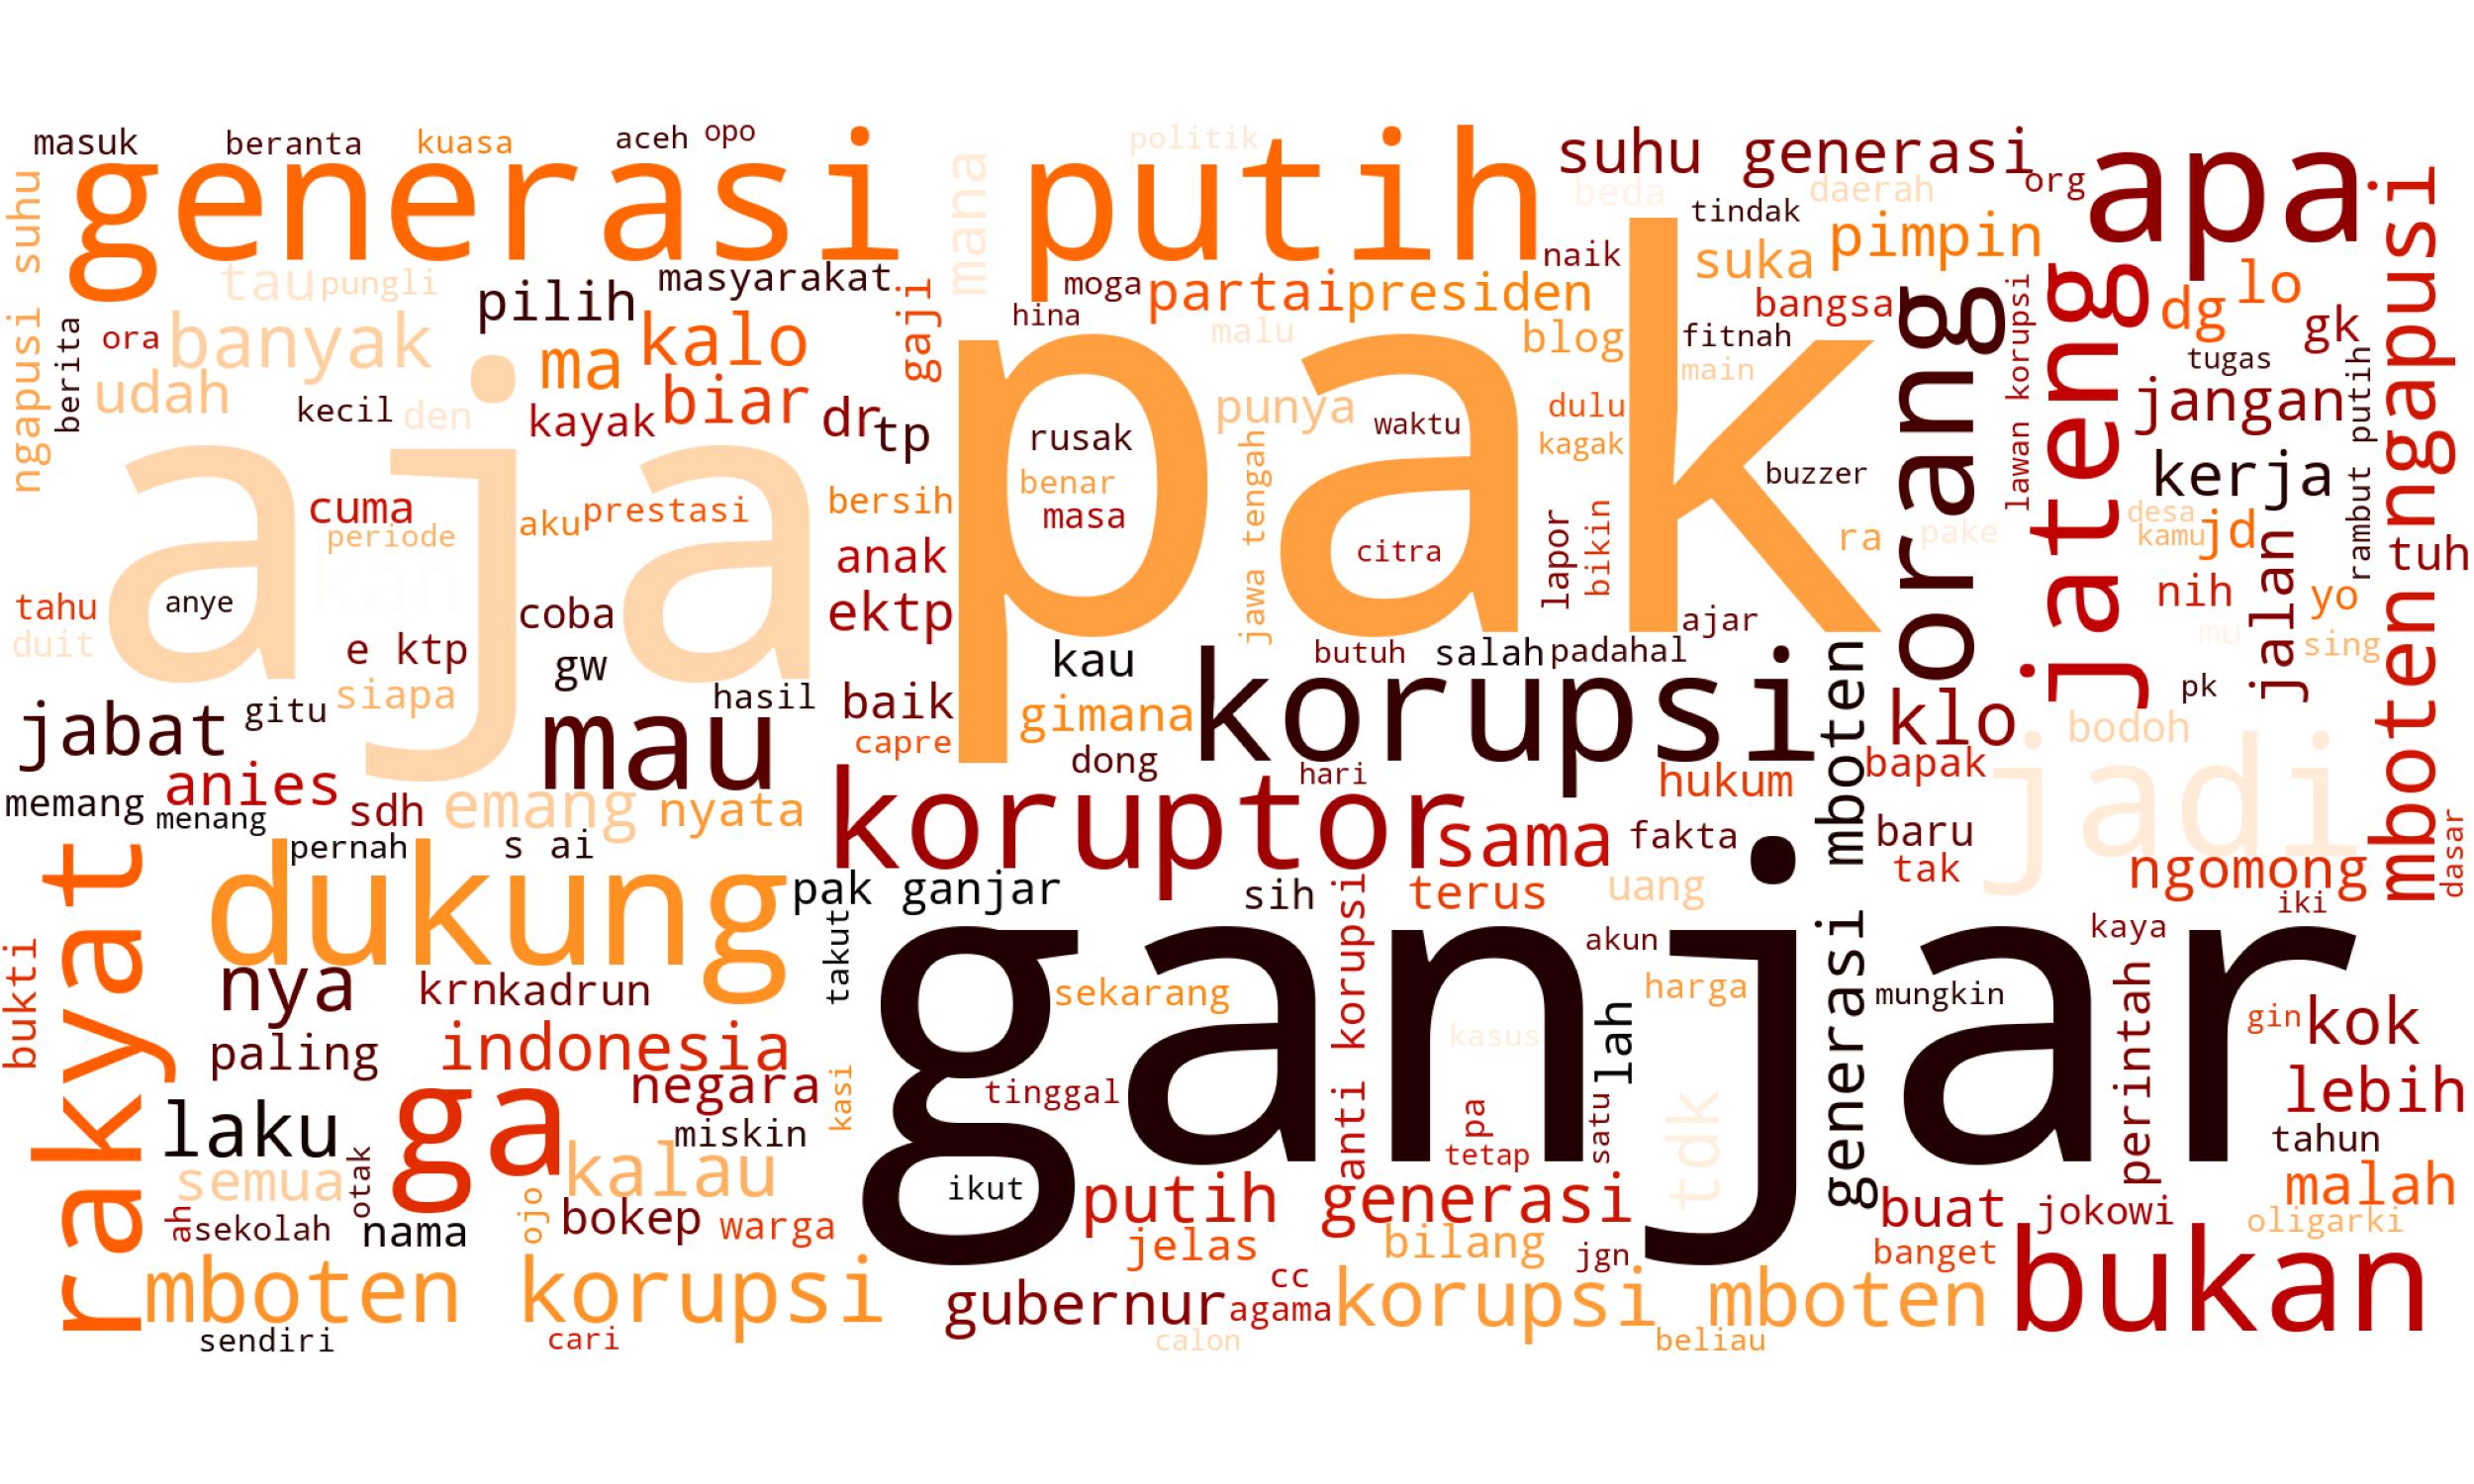 masuk
beranta
kuasa
aceh
opo
politik
generasi putih
mana
suhu generasi
beda
daerah
org
apa
ngapusi suhu
tau
pungli
pilih
masyarakat
gaji
moga
hina
partai
presiden
malu
naik
tindak
suka
pimpin
bangsa
blog
fitnah
main
orang
lawan korupsi
jateng
dg
lo
gk
tugas
jangan
rambut putih
mboten ngapusi
berita
ora
banyak
udah
ma
kalo
biar
kecil
den
kayak
dr
tp
pak
rusak
benar
masa
punya
waktu
jawa tengah
citra
dulu
kagak
lapor
bikin
buzzer
ra
pake
ajar
kerja
desa
kamu
jd
jalan
tuh
nih
yo
mu
sing
pk
aja
cuma
periode
kan
aku
prestasi
bersih
anak
ektp
tahu
duit
anye
e ktp
siapa
coba
gw
hasil
baik
capre
kau
gimana
dong
butuh
salah
padahal
korupsi
hari
hukum
generasi mboten
klo
bapak
bodoh
jadi
jabat
gitu
mau
anies
memang
menang
sdh
emang
nyata
koruptor
sama
fakta
baru
tak
ngomong
dasar
iki
pernah
s ai
rakyat
dukung
pak ganjar
takut
sih
terus
uang
ganti korupsi
ganjar
akun
kaya
bukti
nya
krn
kadrun
sekarang
harga
mungkin
perintah
gin
kok
paling
indonesia
negara
kasi
tinggal
kasus
lah
satu
tdk
lebih
laku
ga
miskin
pa
tetap
tahun
semua
otak
kalau
ikut
putih generasi
buat
jokowi
malah
oligarki
ah
sekolah
nama
ojo
bokep
warga
jelas
bilang
jgn
banget
bukan
mboten korupsi
gubernur
cc
agama
korupsi mboten
sendiri
cari
calon
beliau